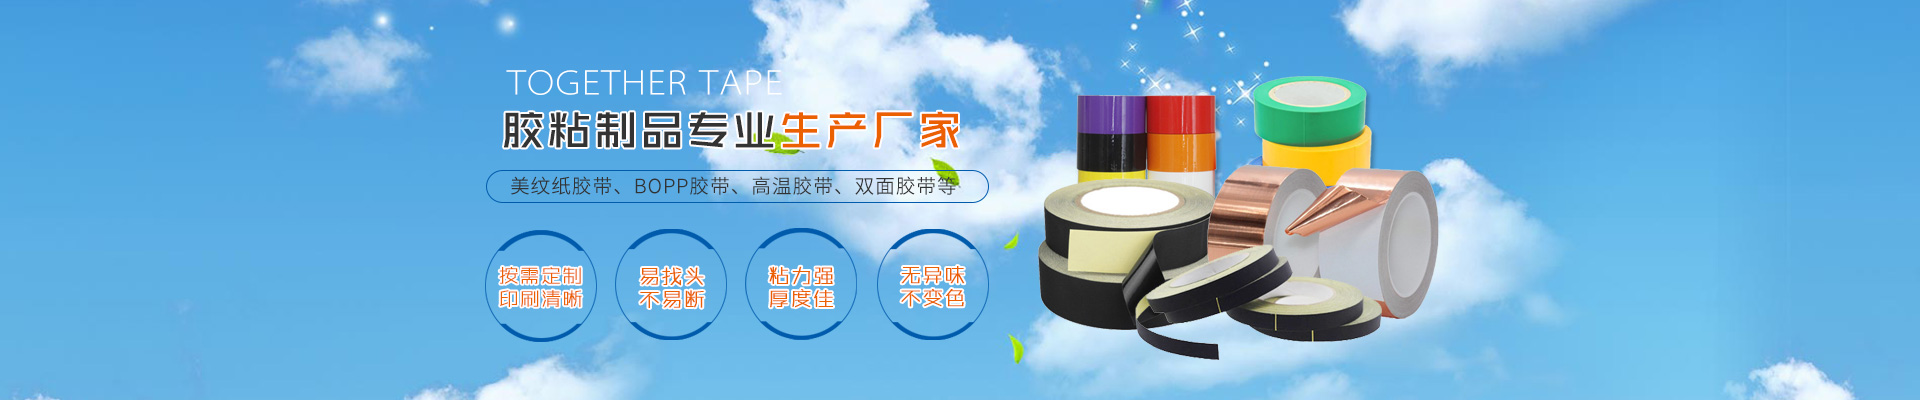 TOGETHER TAPE
胶粘制品专业生产厂家
美纹纸胶带、BOPP胶带、高温胶带、双面胶带等
按需定制
印刷清晰
易找头
不易断
粘力强
厚度佳
无异味
不变色